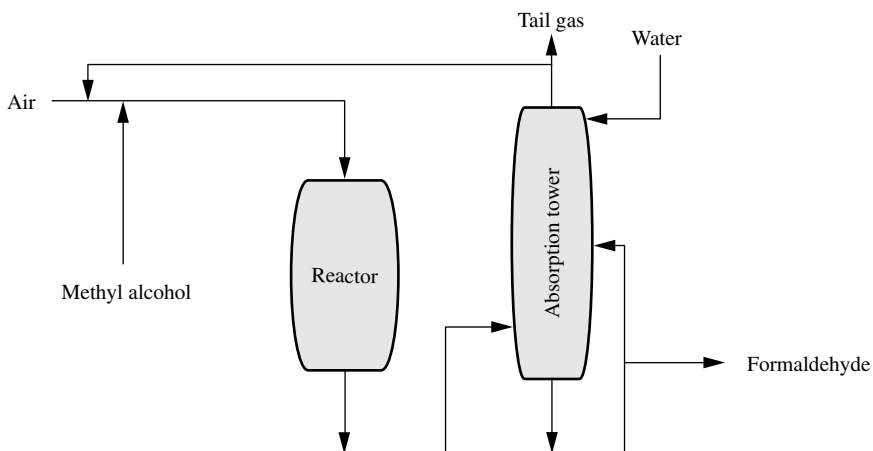 Tail gas
Water
Air
Absorption tower
Reactor
Methyl alcohol
Formaldehyde